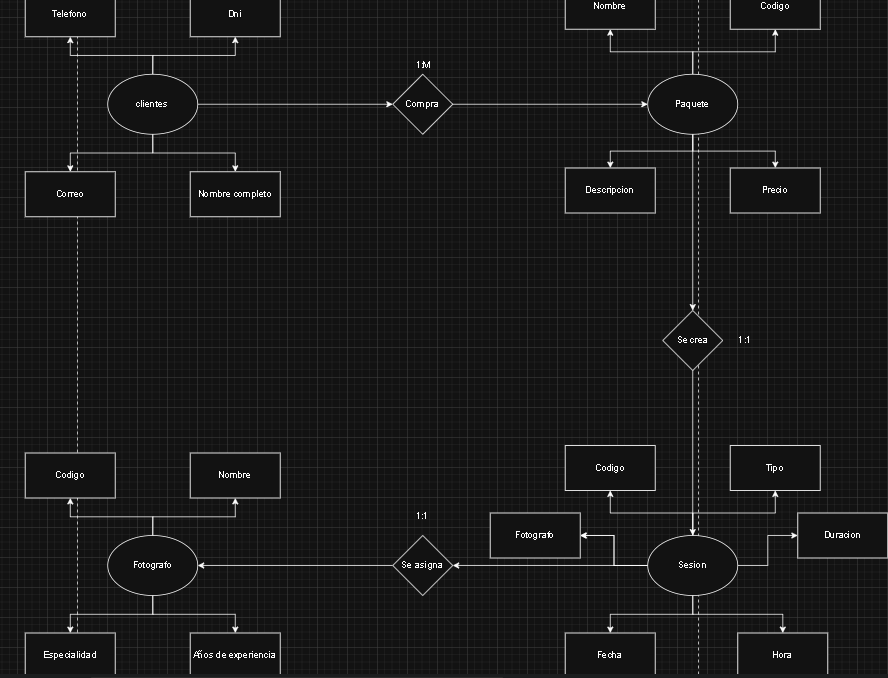 Telefono
Dni
Nombre
Codigo
1:M
clientes
Compra
Paquete
Correo
Nombre completo
Descripcion
Precio
Se crea
1:1
Codigo
Nombre
Codigo
Tipo
1:1
Fotografo
Duracion
Fotografo
Se asigna
Sesion
Especialidad
Años de experiencia
Fecha
Hora